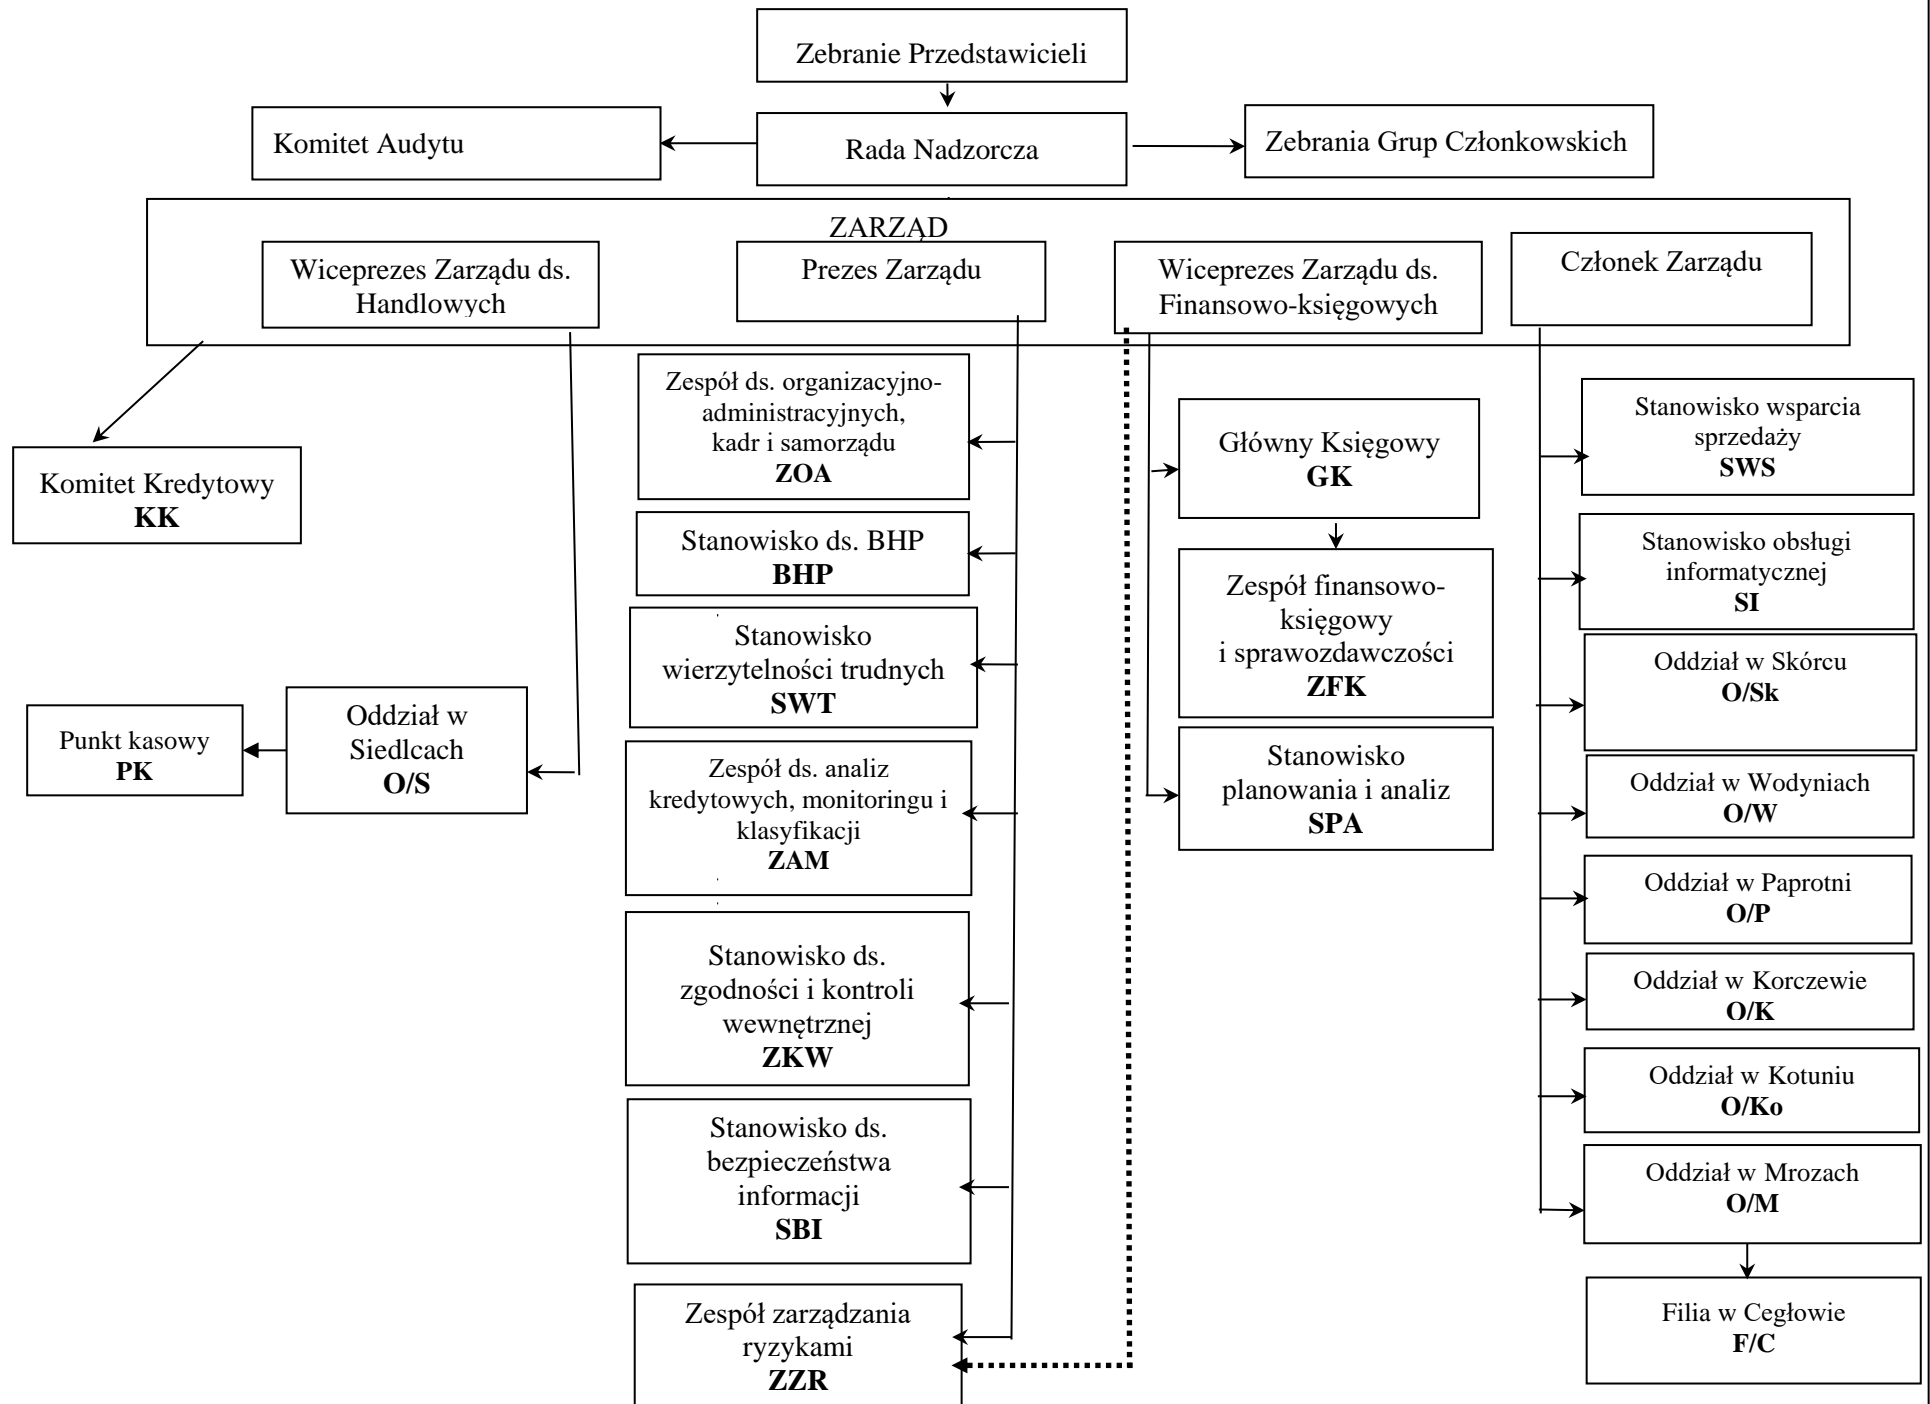 Zebranie Przedstawicieli
Komitet Audytu
Rada Nadzorcza
Zebrania Grup Członkowskich
ZARZĄD
Wiceprezes Zarządu ds.
Handlowych
Prezes Zarządu
Wiceprezes Zarządu ds.
Finansowo-księgowych
Członek Zarządu
Komitet Kredytowy
KK
Oddział w
Siedlcach
O/S
Punkt kasowy
PK
Zespół ds. organizacyjno-
administracyjnych,
kadr i samorządu
ZOA
Stanowisko ds. BHP
BHP
Stanowisko
wierzytelności trudnych
SWT
Zespół ds. analiz
kredytowych, monitoringu i
klasyfikacji
ZAM
Stanowisko ds.
zgodności i kontroli
wewnętrznej
ZKW
Stanowisko ds.
bezpieczeństwa
informacji
SBI
Zespół zarządzania
ryzykami
ZZR
Główny Księgowy
GK
Zespół finansowo-
księgowy
i sprawozdawczości
ZFK
Stanowisko
planowania i analiz
SPA
Stanowisko wsparcia
sprzedaży
SWS
Stanowisko obsługi
informatycznej
SI
Oddział w Skórcu
O/Sk
Oddział w Wodyniach
O/W
Oddział w Paprotni
O/P
Oddział w Korczewie
O/K
Oddział w Kotuniu
O/Ko
Oddział w Mrozach
O/M
Filia w Cegłowie
F/C